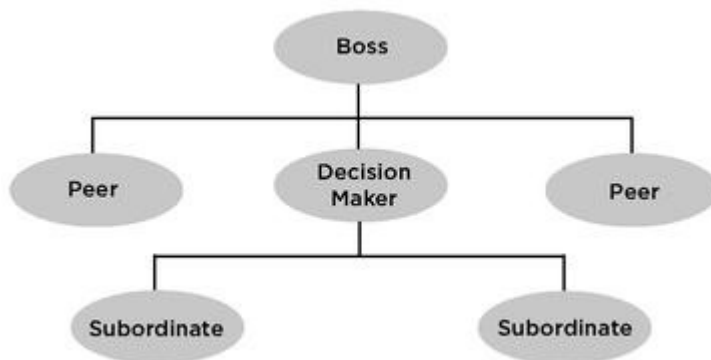 Boss
Peer
Decision
Maker
Peer
Subordinate
Subordinate